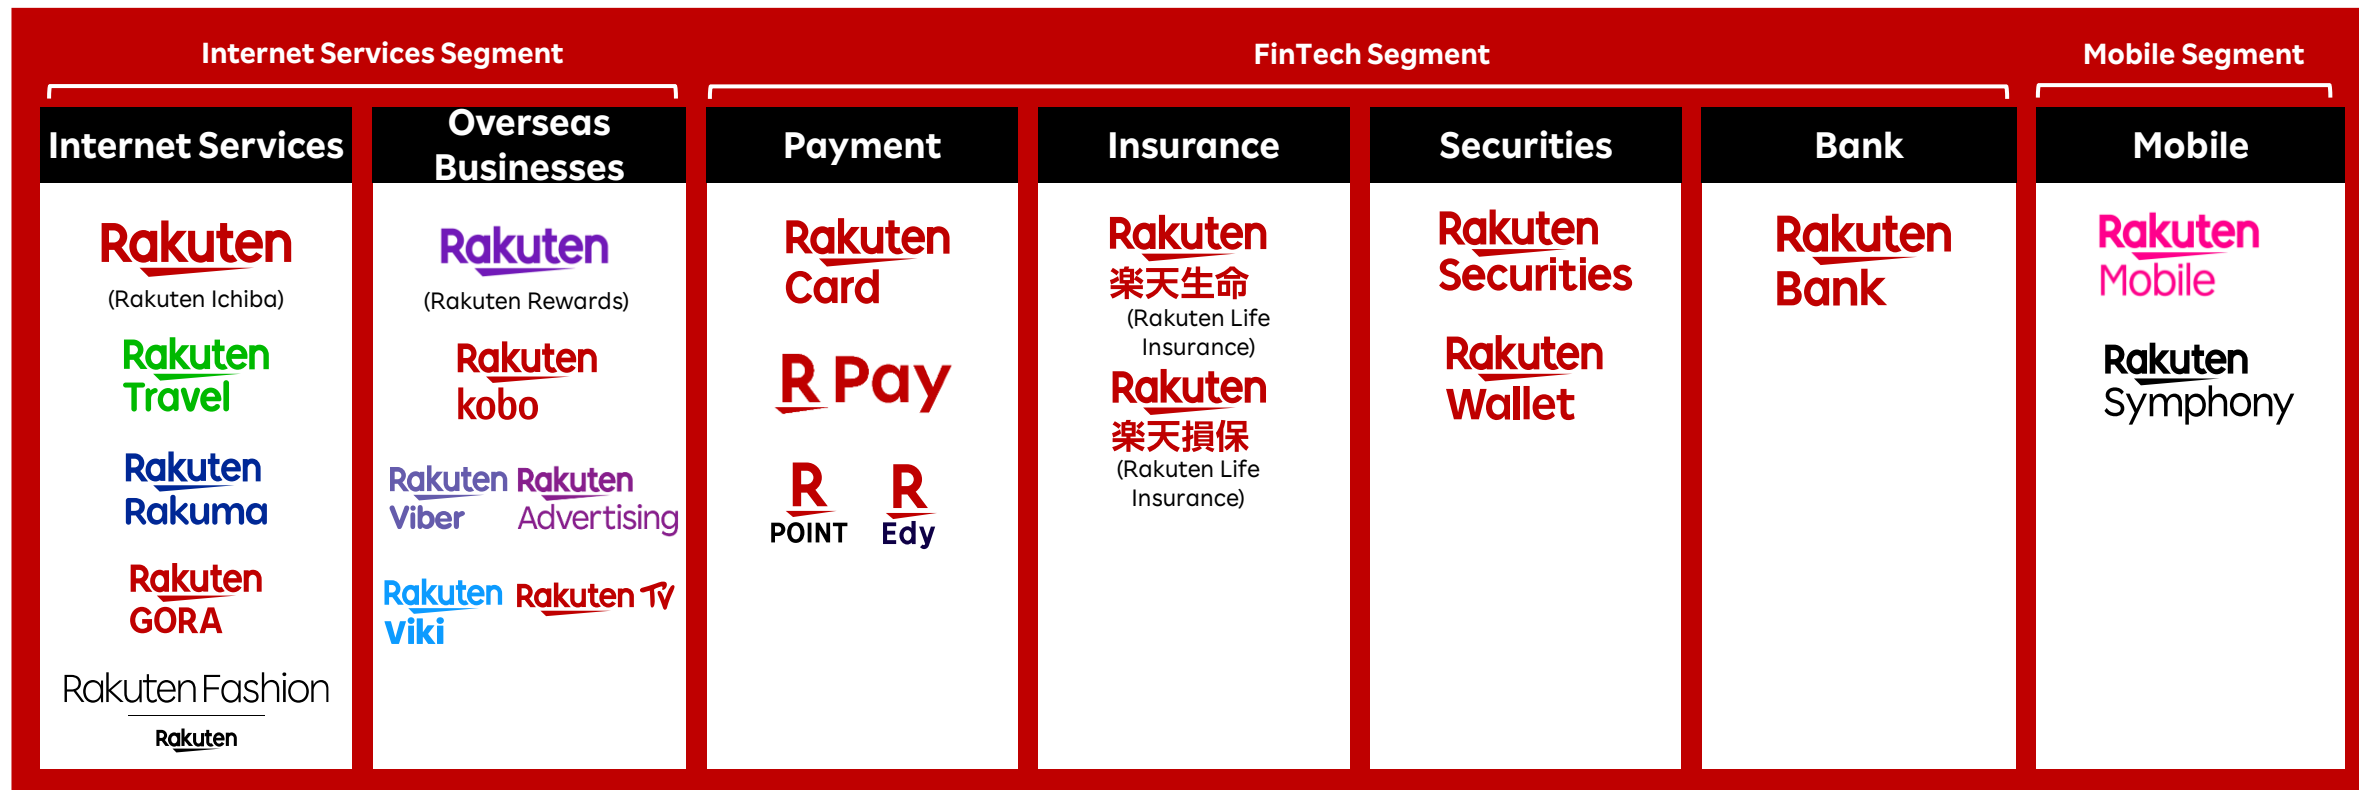 Internet Services Segment
FinTech Segment
Mobile Segment
Internet Services
Overseas
Businesses
Payment
Insurance
Securities
Bank
Mobile
Rakuten
(Rakuten Ichiba)
Rakuten
Travel
Rakuten
Rakuma
Rakuten
GORA
Rakuten Fashion
Rakuten
Rakuten
(Rakuten Rewards)
Rakuten
kobo
Rakuten
Viber
Rakuten
Advertising
Rakuten
Viki
Rakuten TV
Rakuten
Card
R Pay
R
POINT
R
Edy
Rakuten
楽天生命
(Rakuten Life
Insurance)
Rakuten
楽天損保
(Rakuten Life
Insurance)
Rakuten
Securities
Rakuten
Wallet
Rakuten
Bank
Rakuten
Mobile
Rakuten
Symphony